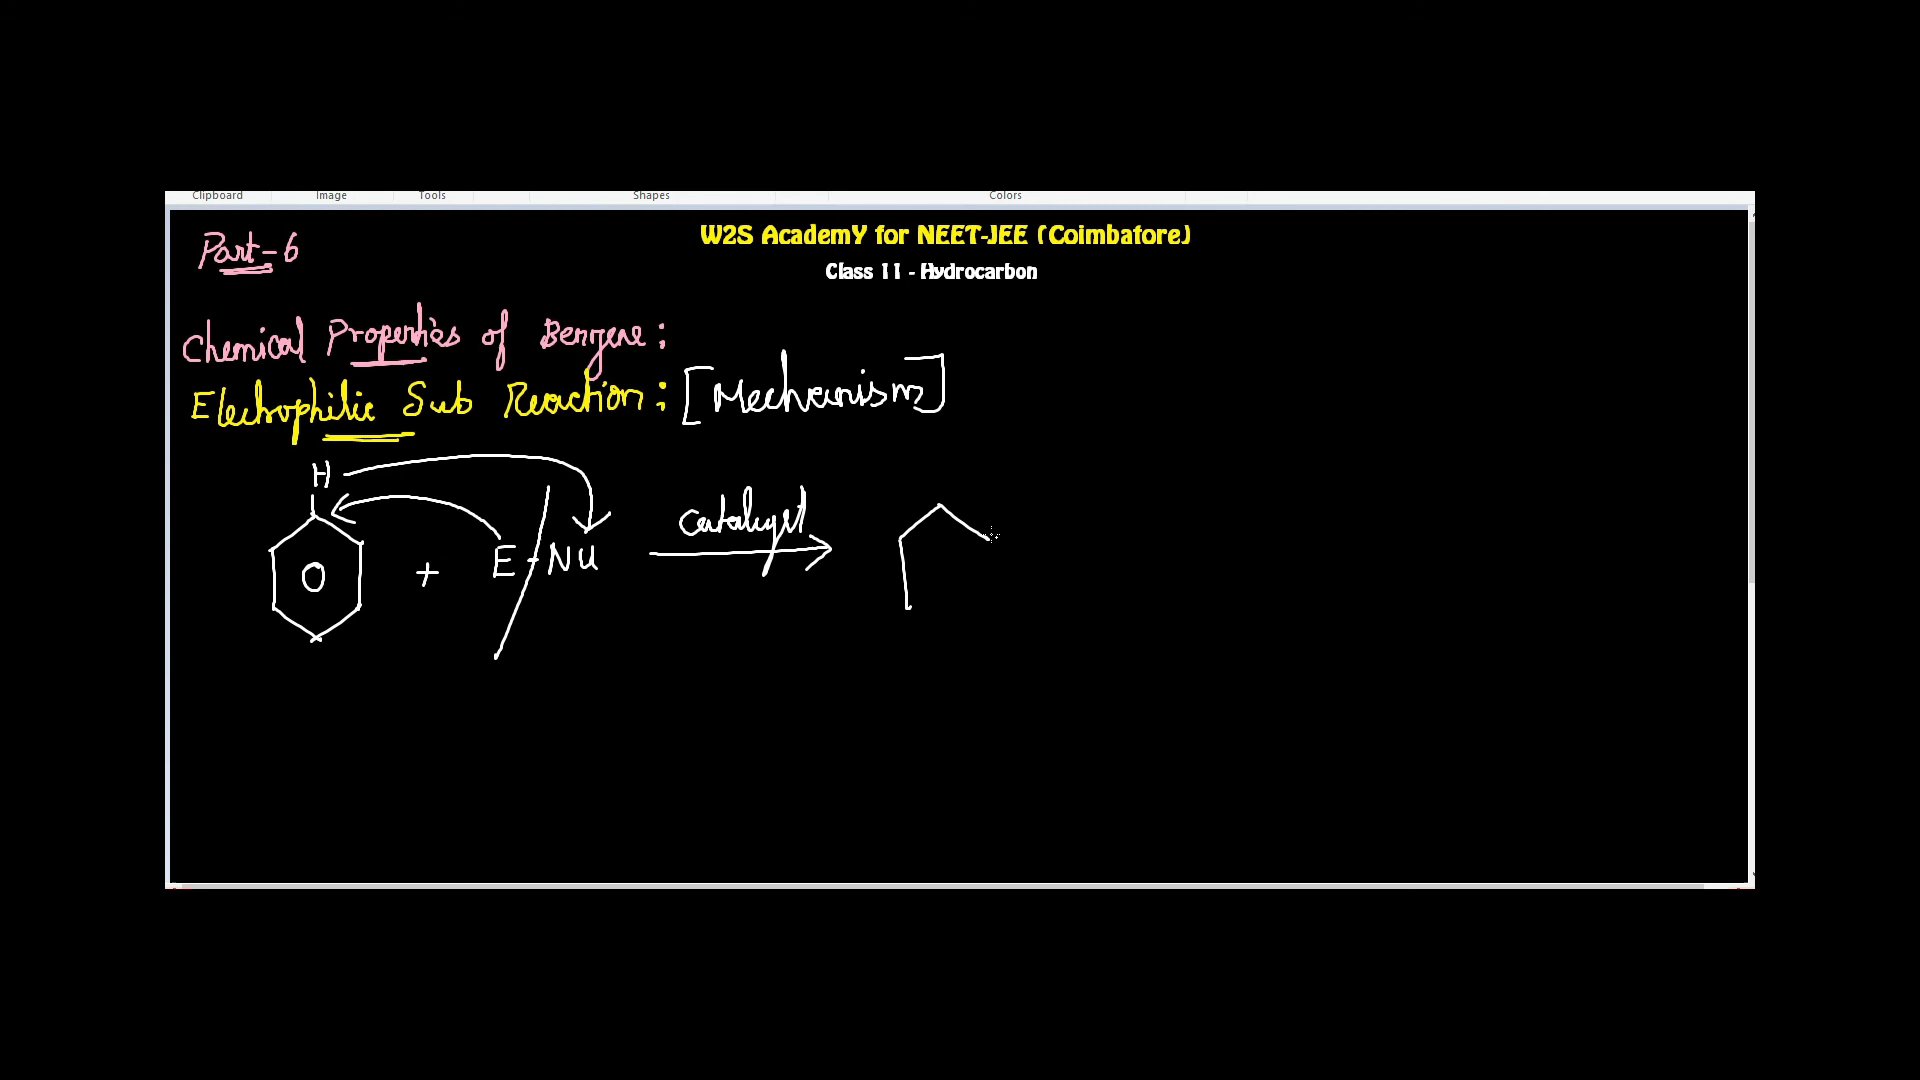 Clipboard Image Tools Shapes Colors
W2S AcademY for NEET-JEE (Coimbatore)
Part-6
Class 11 - Hydrocarbon
Chemical Properties of Benzene:
Electrophilic Sub Reaction: [Mechanism]
H
Catalyst
+ E-Nu